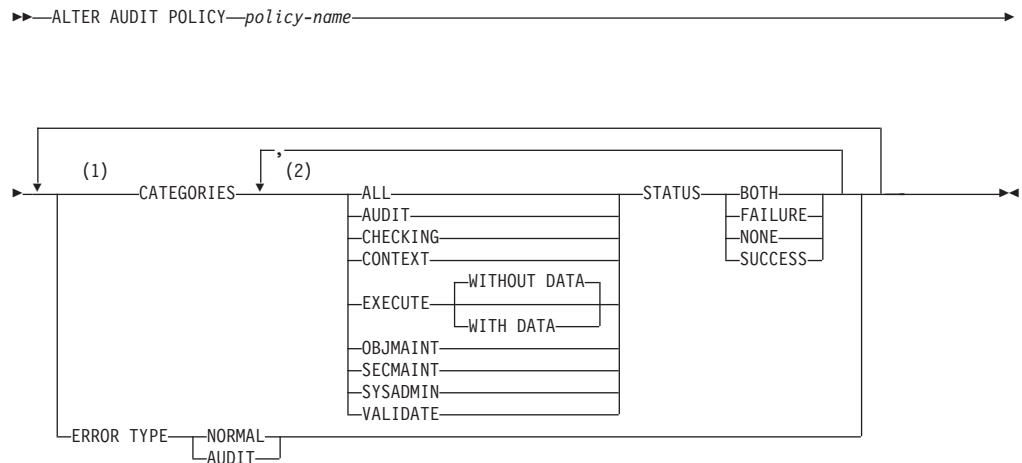 ALTER AUDIT POLICY policy-name
,
(1) (2)
CATEGORIES ALL STATUS BOTH
AUDIT FAILURE
CHECKING NONE
CONTEXT SUCCESS
WITHOUT DATA
EXECUTE
WITH DATA
OBJMAINT
SECMAINT
SYSADMIN
VALIDATE
ERROR TYPE NORMAL
AUDIT